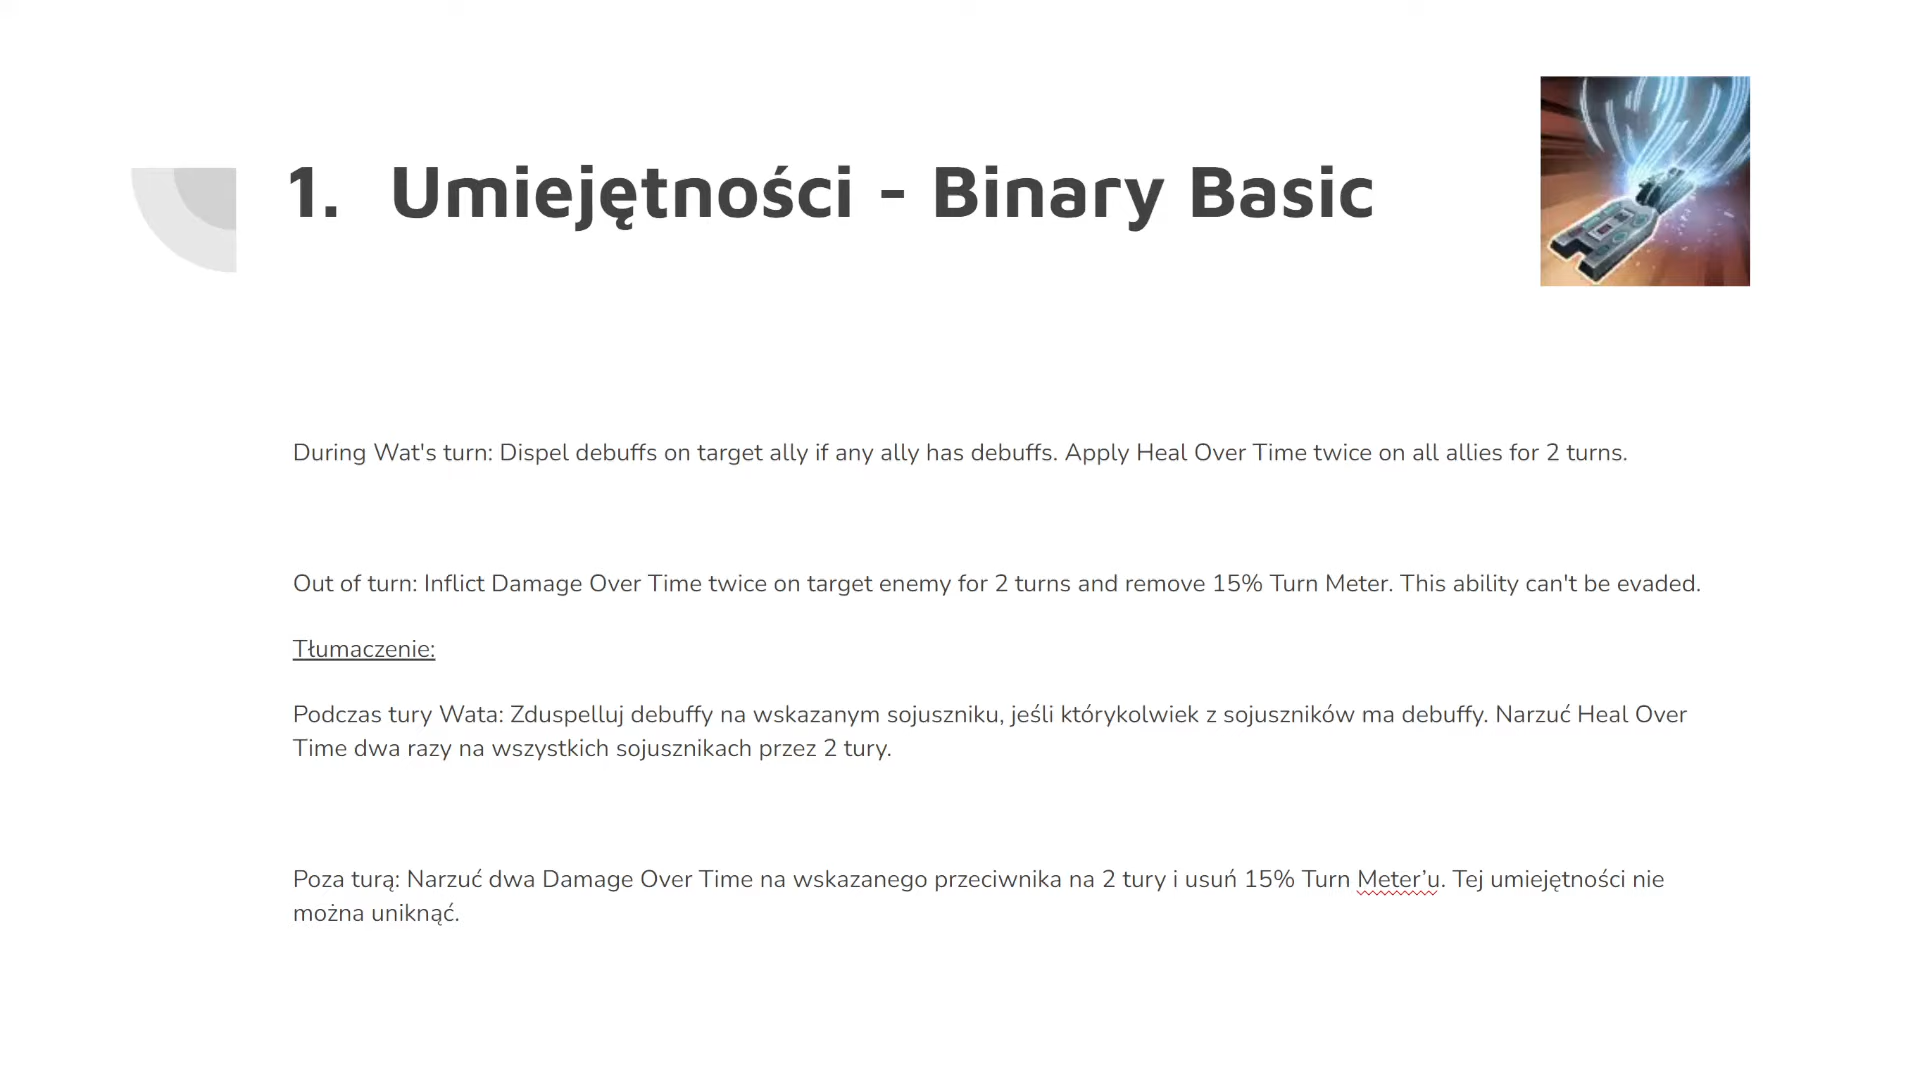 1. Umiejętności - Binary Basic
During Wat's turn: Dispel debuffs on target ally if any ally has debuffs. Apply Heal Over Time twice on all allies for 2 turns.
Out of turn: Inflict Damage Over Time twice on target enemy for 2 turns and remove 15% Turn Meter. This ability can't be evaded.
Tłumaczenie:
Podczas tury Wata: Zduspelluj debuffy na wskazanym sojuszniku, jeśli którykolwiek z sojuszników ma debuffy. Narzuć Heal Over
Time dwa razy na wszystkich sojusznikach przez 2 tury.
Poza turą: Narzuć dwa Damage Over Time na wskazanego przeciwnika na 2 tury i usuń 15% Turn Meter’u. Tej umiejętności nie
można uniknąć.